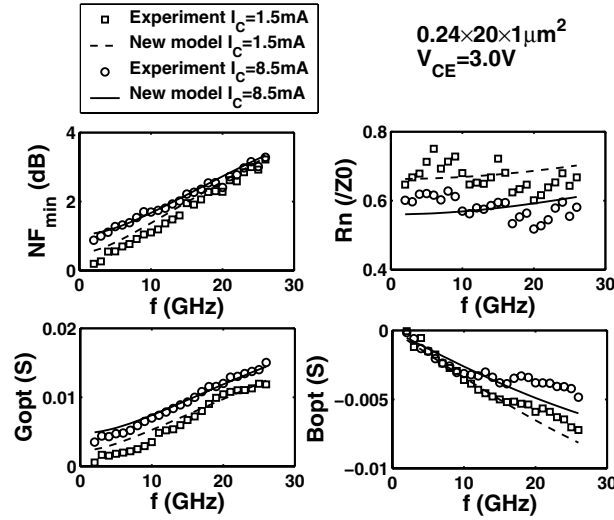 Experiment I_C=1.5mA
New model I_C=1.5mA
Experiment I_C=8.5mA
New model I_C=8.5mA
0.24×20×1μm²
V_CE=3.0V
NF_min (dB)
4
2
0
0 10 20 30
f (GHz)
Rn (/Z0)
0.8
0.6
0.4
0 10 20 30
f (GHz)
Gopt (S)
0.02
0.01
0
0 10 20 30
f (GHz)
Bopt (S)
0
−0.005
−0.01
0 10 20 30
f (GHz)